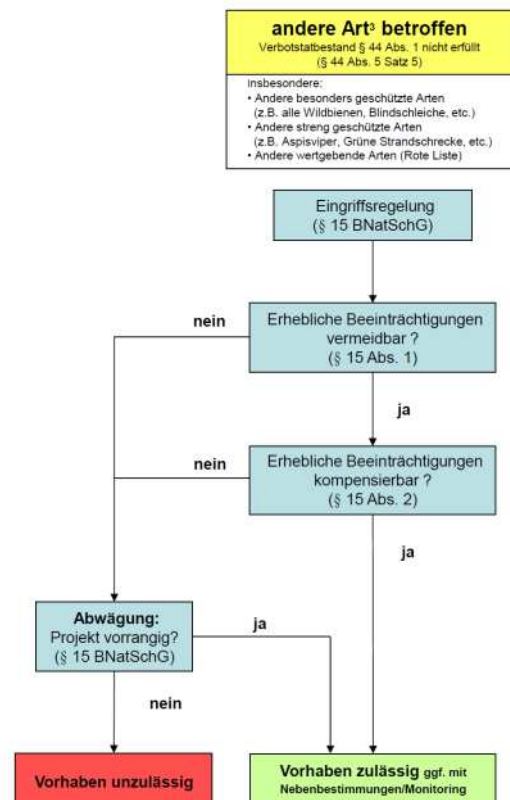 andere Art³ betroffen
Verbotstatbestand § 44 Abs. 1 nicht erfüllt
(§ 44 Abs. 5 Satz 5)
Insbesondere:
• Andere besonders geschützte Arten
(z.B. alle Wildbienen, Blindschleiche, etc.)
• Andere streng geschützte Arten
(z.B. Aspisviper, Grüne Strandschrecke, etc.)
• Andere wertgebende Arten (Rote Liste)
Eingriffsregelung
(§ 15 BNatSchG)
nein
Erhebliche Beeinträchtigungen
vermeidbar ?
(§ 15 Abs. 1)
ja
nein
Erhebliche Beeinträchtigungen
kompensierbar ?
(§ 15 Abs. 2)
ja
Abwägung:
Projekt vorrangig?
(§ 15 BNatSchG)
ja
nein
Vorhaben unzulässig
Vorhaben zulässig ggf. mit
Nebenbestimmungen/Monitoring